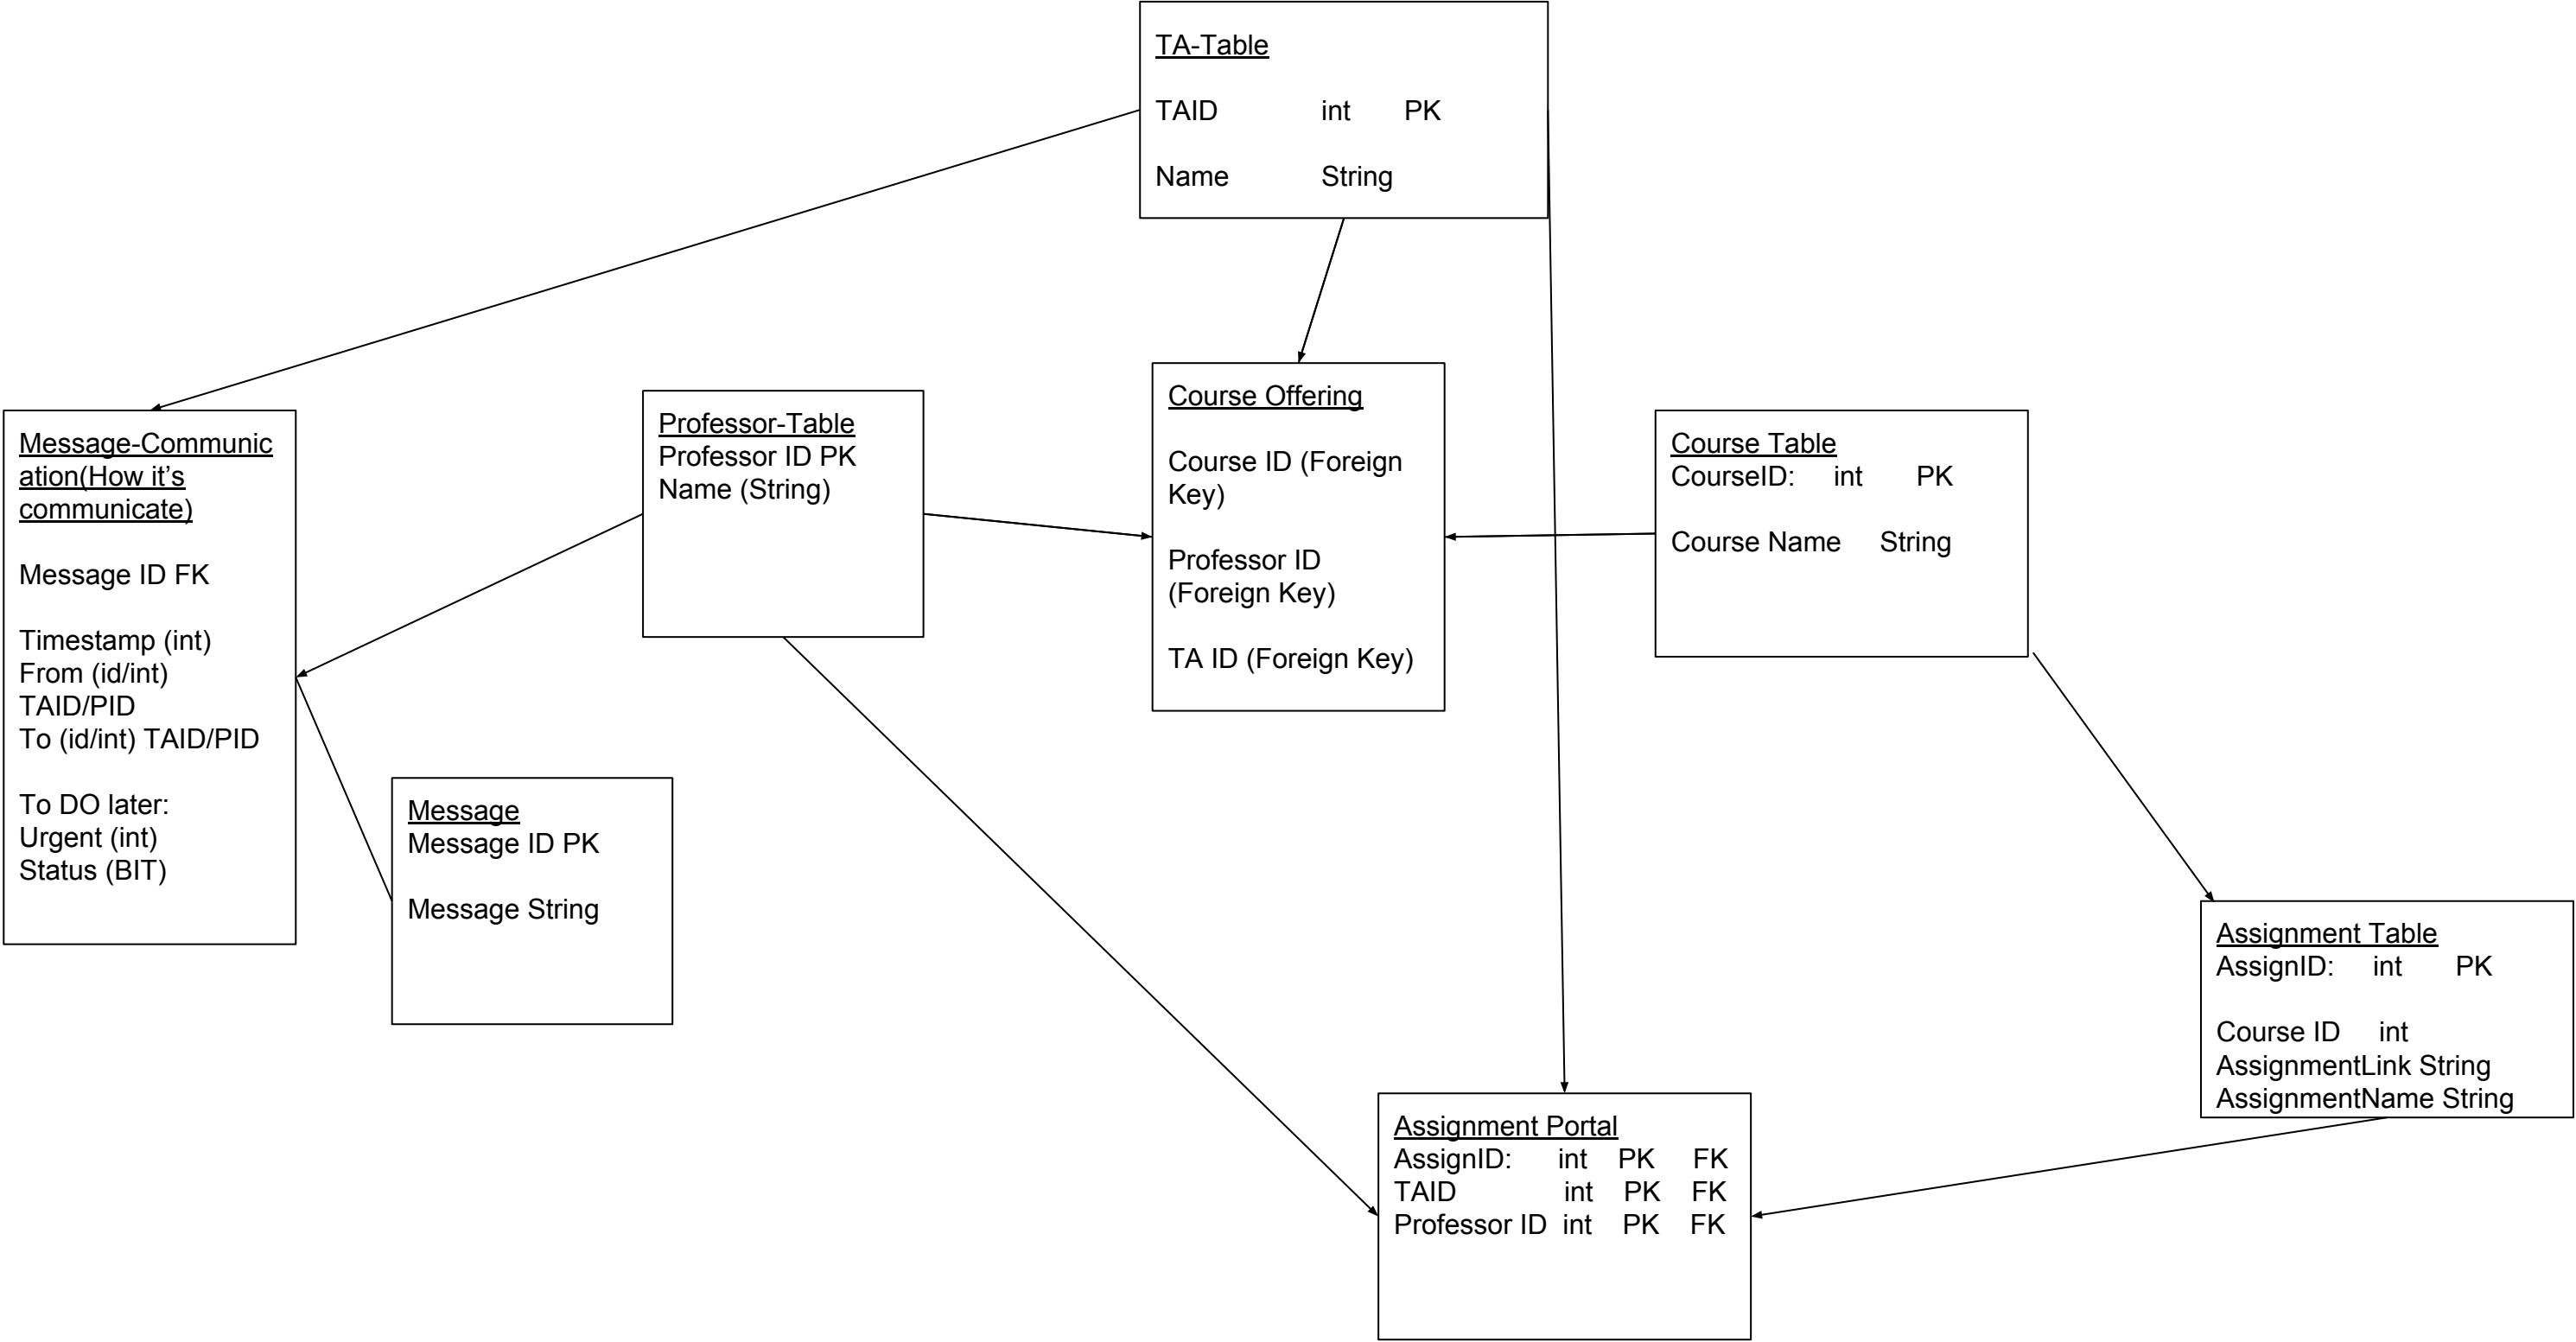 TA-Table
TAID int PK
Name String
Message-Communic
ation(How it's
communicate)
Message ID FK
Timestamp (int)
From (id/int)
TAID/PID
To (id/int) TAID/PID
To DO later:
Urgent (int)
Status (BIT)
Professor-Table
Professor ID PK
Name (String)
Course Offering
Course ID (Foreign
Key)
Professor ID
(Foreign Key)
TA ID (Foreign Key)
Course Table
CourseID: int PK
Course Name String
Message
Message ID PK
Message String
Assignment Table
AssignID: int PK
Course ID int
AssignmentLink String
AssignmentName String
Assignment Portal
AssignID: int PK FK
TAID int PK FK
Professor ID int PK FK